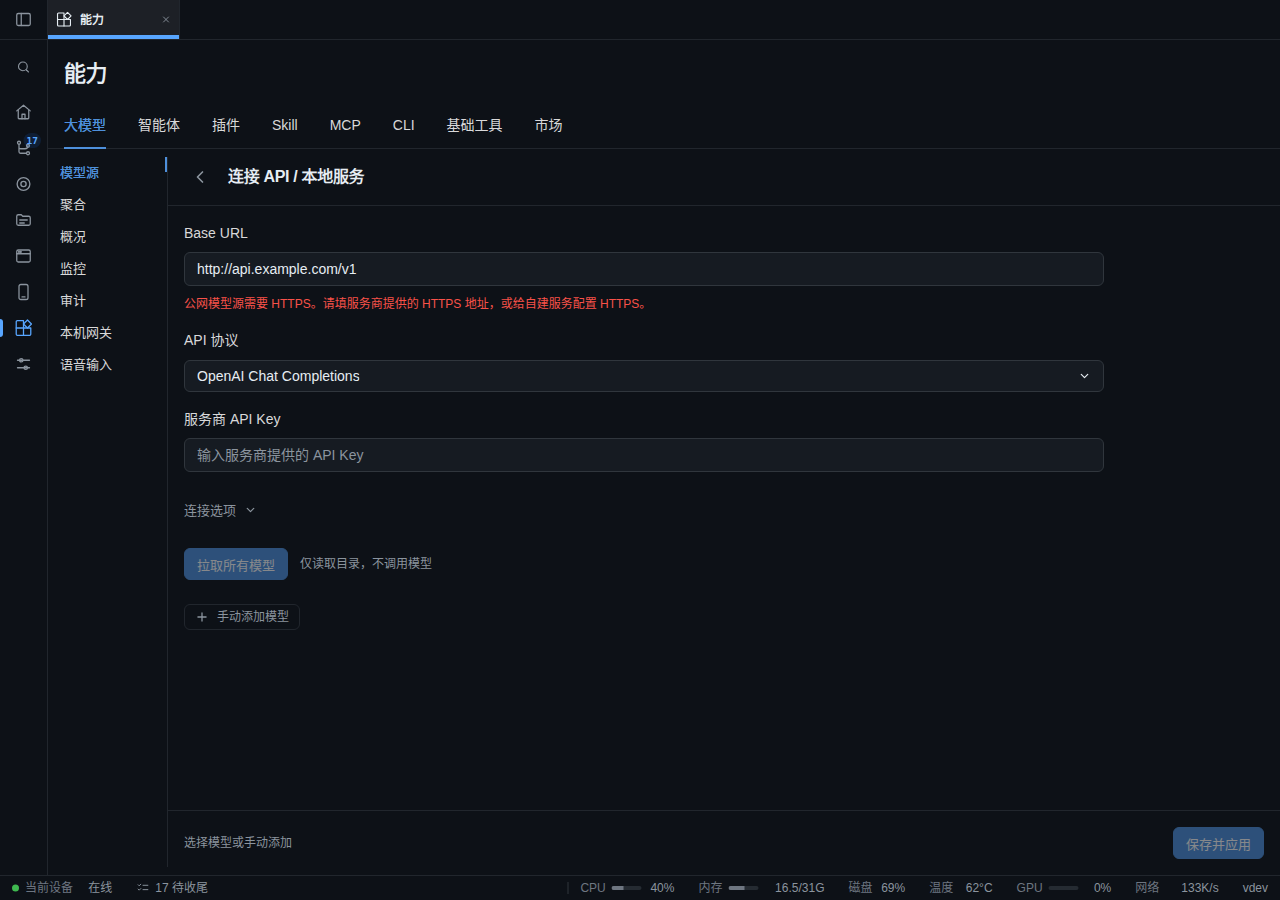 能力
能力
大模型 智能体 插件 Skill MCP CLI 基础工具 市场
17
模型源
聚合
概况
监控
审计
本机网关
语音输入
连接 API / 本地服务
Base URL
http://api.example.com/v1
公网模型源需要 HTTPS。请填服务商提供的 HTTPS 地址，或给自建服务配置 HTTPS。
API 协议
OpenAI Chat Completions
服务商 API Key
输入服务商提供的 API Key
连接选项
拉取所有模型 仅读取目录，不调用模型
手动添加模型
选择模型或手动添加 保存并应用
当前设备 在线 17 待收尾 CPU 40% 内存 16.5/31G 磁盘 69% 温度 62°C GPU 0% 网络 133K/s vdev